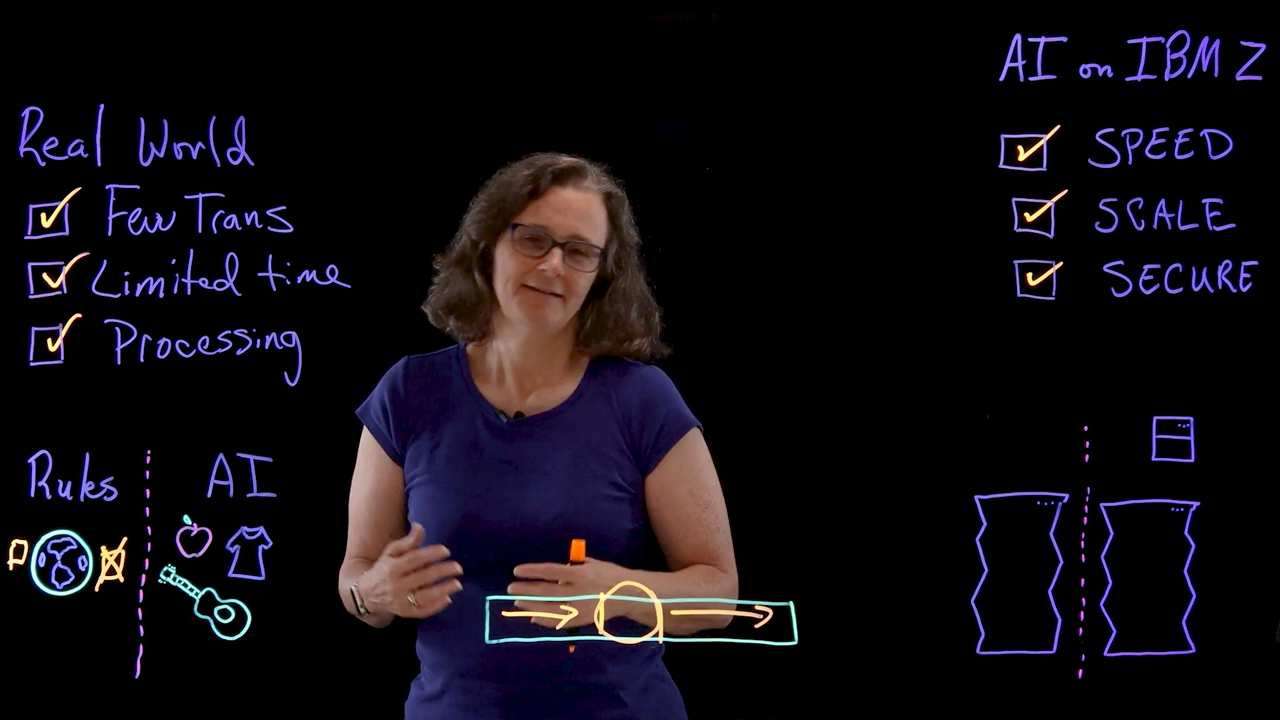 Real World
Few Trans
Limited time
Processing
Rules
AI
AI on IBM Z
SPEED
SCALE
SECURE